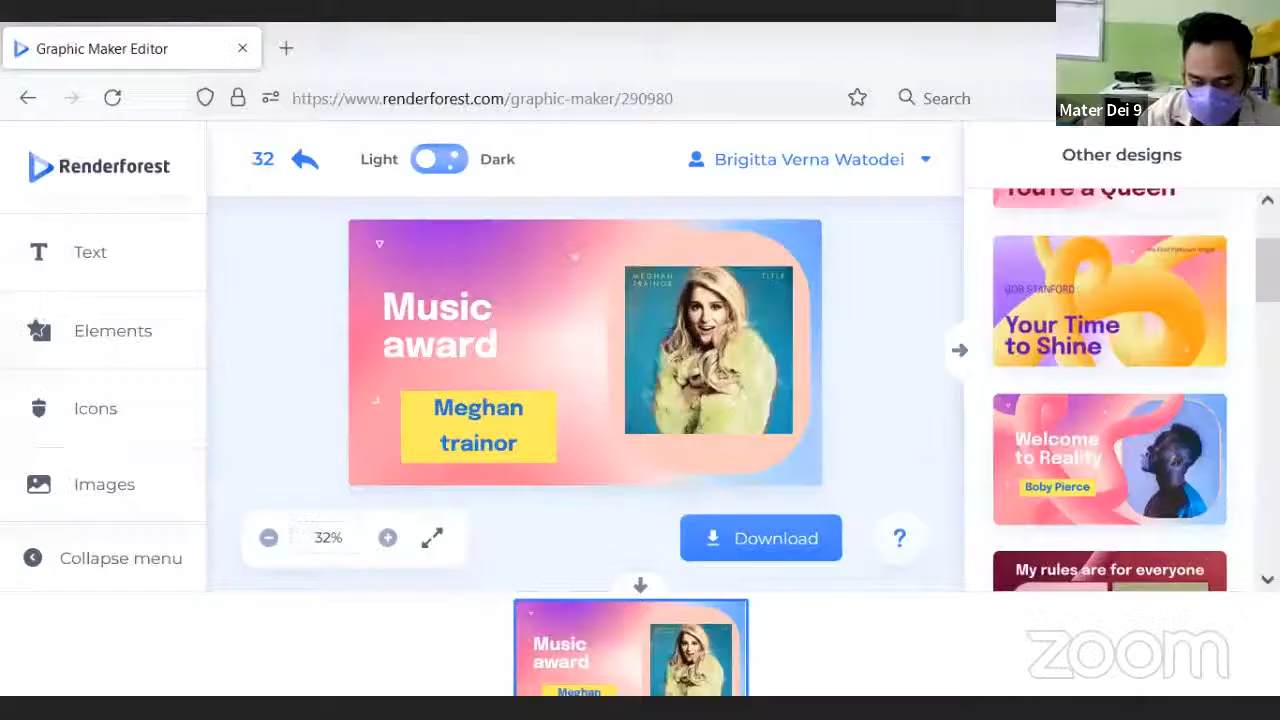 Graphic Maker Editor
https://www.renderforest.com/graphic-maker/290980
Search
Mater Dei 9
Renderforest
32
Light
Dark
Brigitta Verna Watodei
Other designs
Text
Elements
Icons
Images
Collapse menu
Music
award
Meghan
trainor
MEGHAN
TRAINOR
TITLE
32%
Download
?
You're a Queen
JOB STANFORD
Your Time
to Shine
Welcome
to Reality
Boby Pierce
My rules are for everyone
Music
award
Meghan
zoom